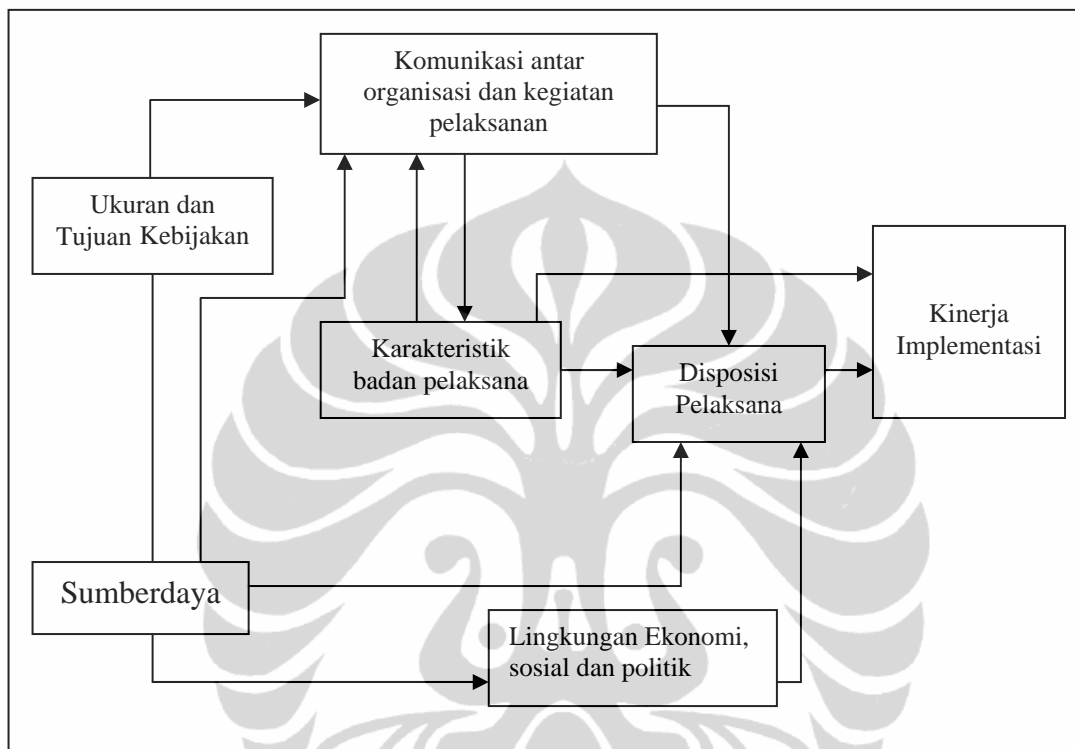 Komunikasi antar
organisasi dan kegiatan
pelaksanan
Ukuran dan
Tujuan Kebijakan
Kinerja
Implementasi
Karakteristik
badan pelaksana
Disposisi
Pelaksana
Sumberdaya
Lingkungan Ekonomi,
sosial dan politik